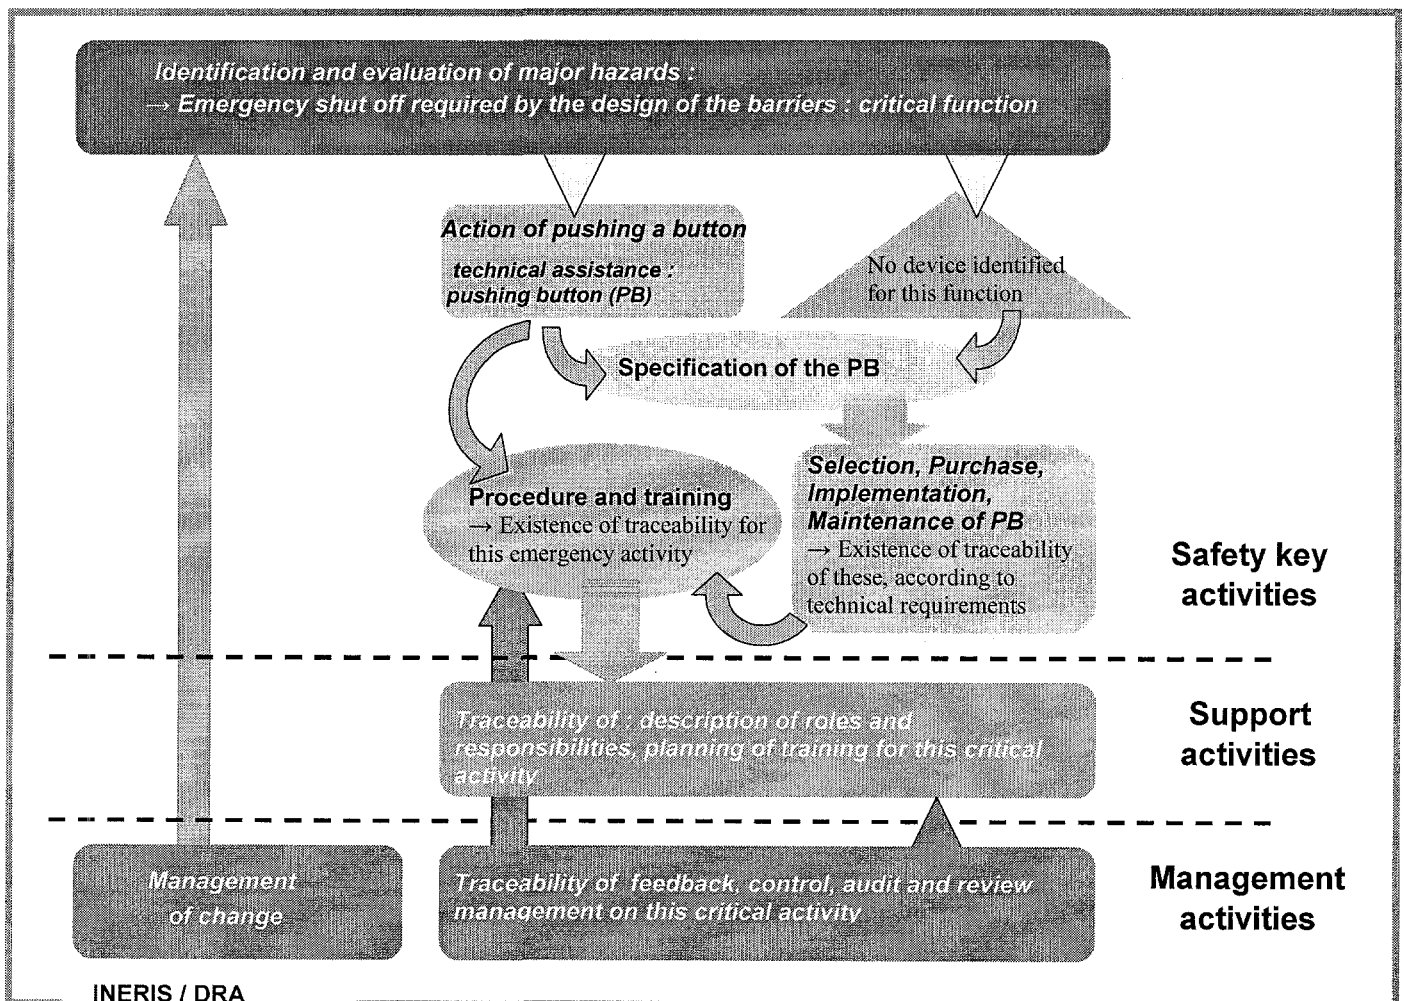 Identification and evaluation of major hazards :
→ Emergency shut off required by the design of the barriers : critical function
Action of pushing a button
technical assistance :
pushing button (PB)
No device identified
for this function
Specification of the PB
Procedure and training
→ Existence of traceability for
this emergency activity
Selection, Purchase,
Implementation,
Maintenance of PB
→ Existence of traceability
of these, according to
technical requirements
Safety key
activities
Traceability of : description of roles and
responsibilities, planning of training for this critical
activity
Support
activities
Management
of change
Traceability of feedback, control, audit and review
management on this critical activity
Management
activities
INERIS / DRA